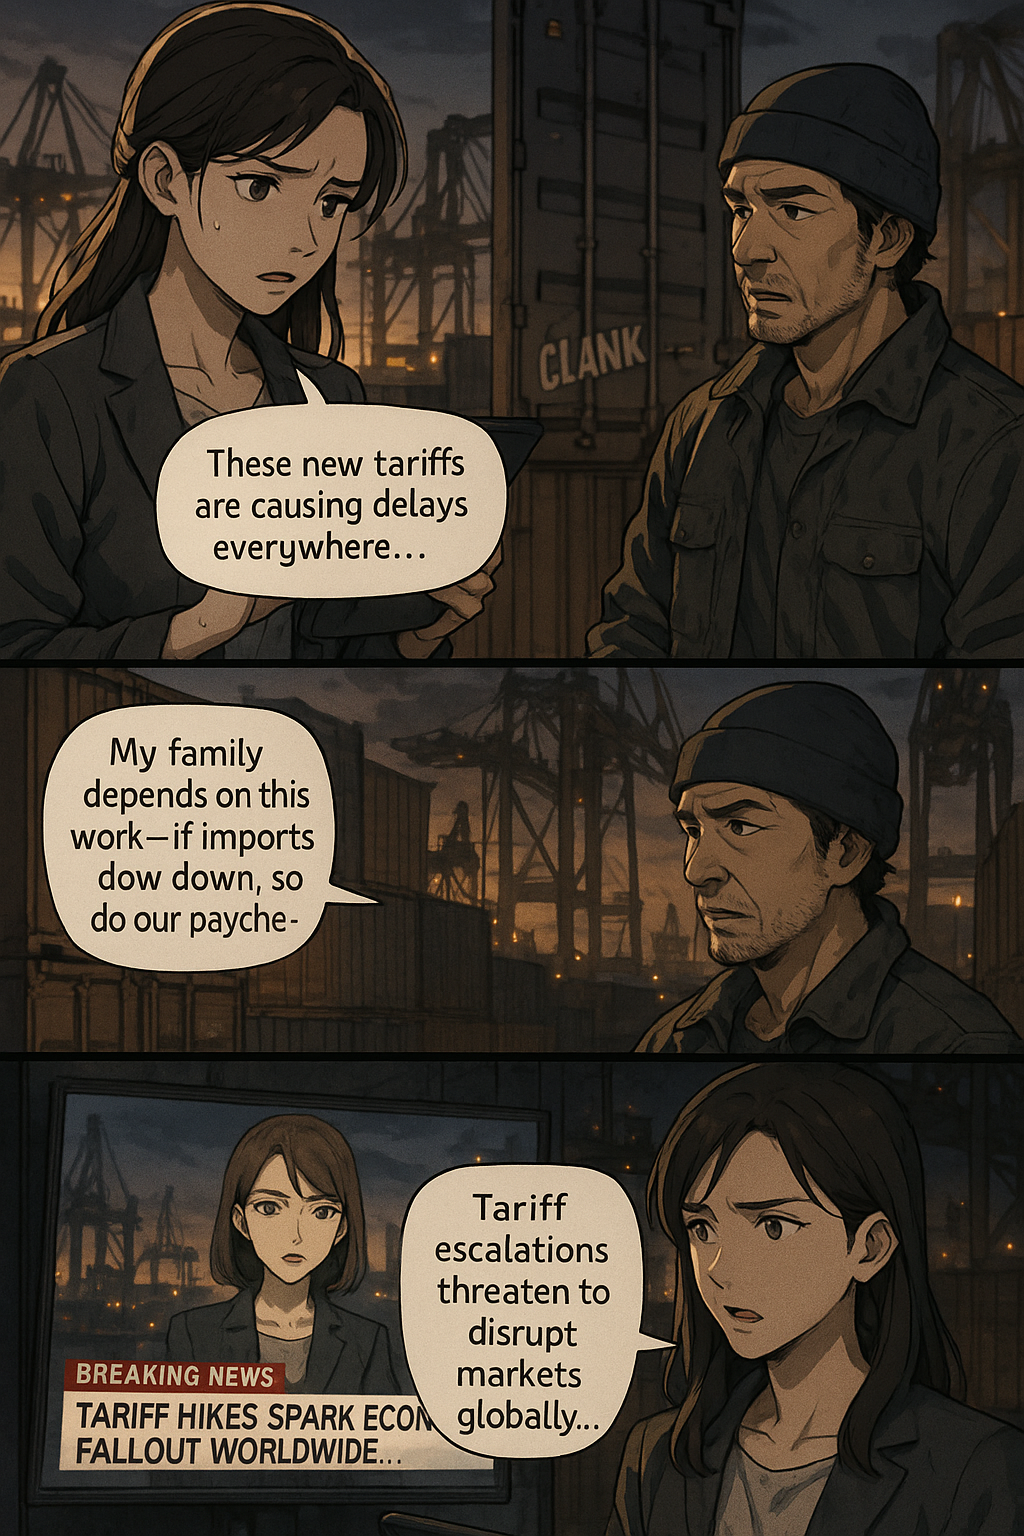 CLANK
These new tariffs
are causing delays
everywhere...
My family
depends on this
work—if imports
dow down, so
do our payche-
BREAKING NEWS
TARIFF HIKES SPARK ECON
FALLOUT WORLDWIDE...
Tariff
escalations
threaten to
disrupt
markets
globally...